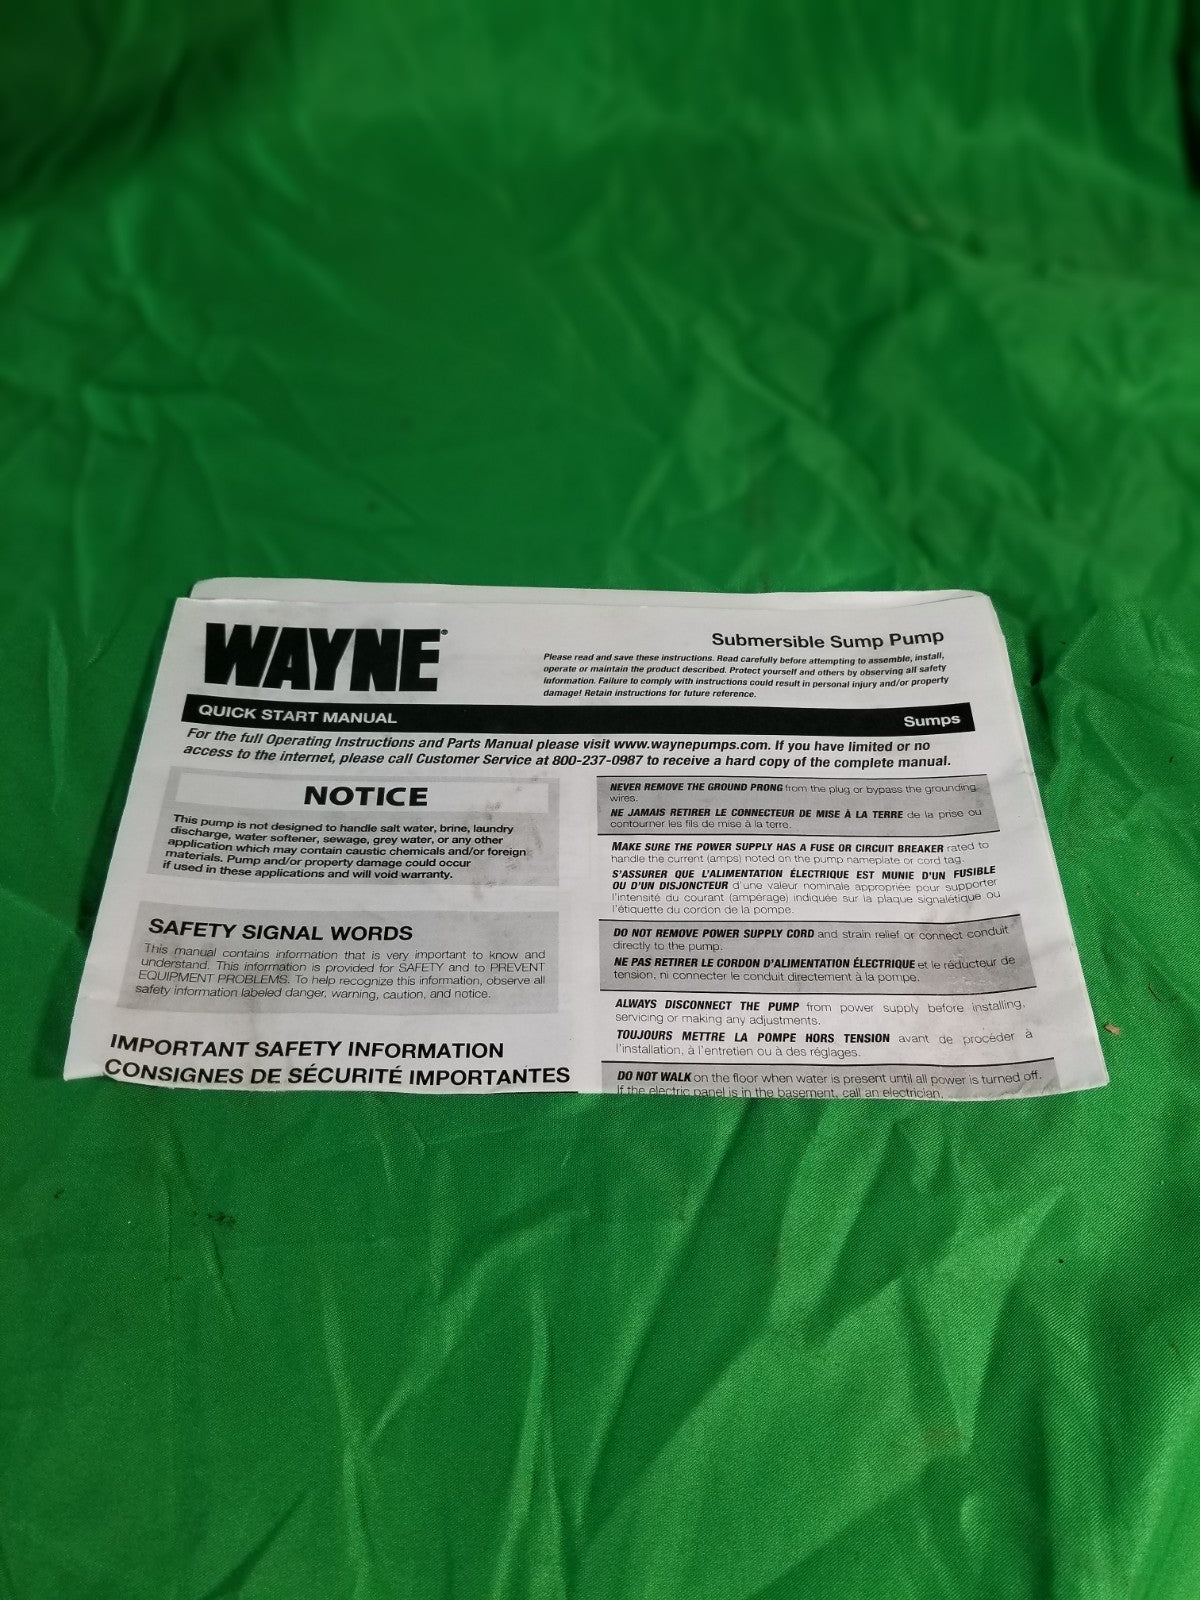 WAYNE®
Submersible Sump Pump
Please read and save these instructions. Read carefully before attempting to assemble, install,
operate or maintain the product described. Protect yourself and others by observing all safety
information. Failure to comply with instructions could result in personal injury and/or property
damage! Retain instructions for future reference.
QUICK START MANUAL
Sumps
For the full Operating Instructions and Parts Manual please visit www.waynepumps.com. If you have limited or no
access to the internet, please call Customer Service at 800-237-0987 to receive a hard copy of the complete manual.
NOTICE
This pump is not designed to handle salt water, brine, laundry
discharge, water softener, sewage, grey water, or any other
application which may contain caustic chemicals and/or foreign
materials. Pump and/or property damage could occur
if used in these applications and will void warranty.
SAFETY SIGNAL WORDS
This manual contains information that is very important to know and
understand. This information is provided for SAFETY and to PREVENT
EQUIPMENT PROBLEMS. To help recognize this information, observe all
safety information labeled danger, warning, caution, and notice.
IMPORTANT SAFETY INFORMATION
CONSIGNES DE SÉCURITÉ IMPORTANTES
NEVER REMOVE THE GROUND PRONG from the plug or bypass the grounding
wires.
NE JAMAIS RETIRER LE CONNECTEUR DE MISE À LA TERRE de la prise ou
contourner les fils de mise à la terre.
MAKE SURE THE POWER SUPPLY HAS A FUSE OR CIRCUIT BREAKER rated to
handle the current (amps) noted on the pump nameplate or cord tag.
S'ASSURER QUE L'ALIMENTATION ÉLECTRIQUE EST MUNIE D'UN FUSIBLE
OU D'UN DISJONCTEUR d'une valeur nominale appropriée pour supporter
l'intensité du courant (ampérage) indiquée sur la plaque signalétique ou
l'étiquette du cordon de la pompe.
DO NOT REMOVE POWER SUPPLY CORD and strain relief or connect conduit
directly to the pump.
NE PAS RETIRER LE CORDON D'ALIMENTATION ÉLECTRIQUE et le réducteur de
tension, ni connecter le conduit directement à la pompe.
ALWAYS DISCONNECT THE PUMP from power supply before installing,
servicing or making any adjustments.
TOUJOURS METTRE LA POMPE HORS TENSION avant de procéder à
l'installation, à l'entretien ou à des réglages.
DO NOT WALK on the floor when water is present until all power is turned off.
If the electric panel is in the basement, call an electrician.